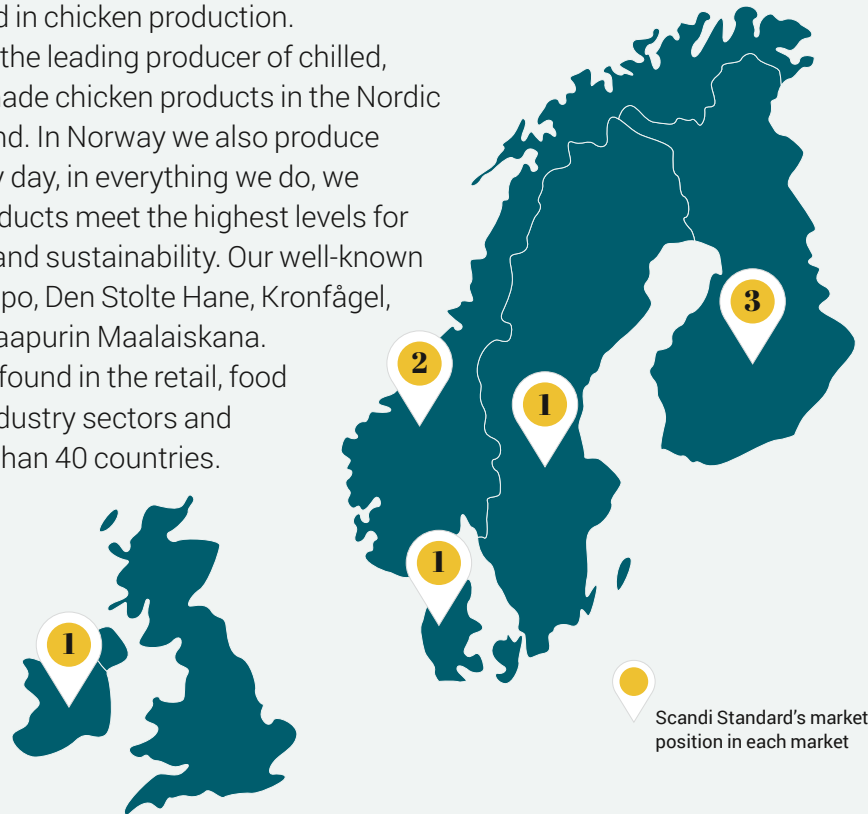 d in chicken production.
the leading producer of chilled,
ade chicken products in the Nordic
nd. In Norway we also produce
y day, in everything we do, we
ducts meet the highest levels for
and sustainability. Our well-known
po, Den Stolte Hane, Kronfågel,
aapurin Maalaiskana.
found in the retail, food
dustry sectors and
han 40 countries.
3
2
1
1
1
Scandi Standard’s market
position in each market